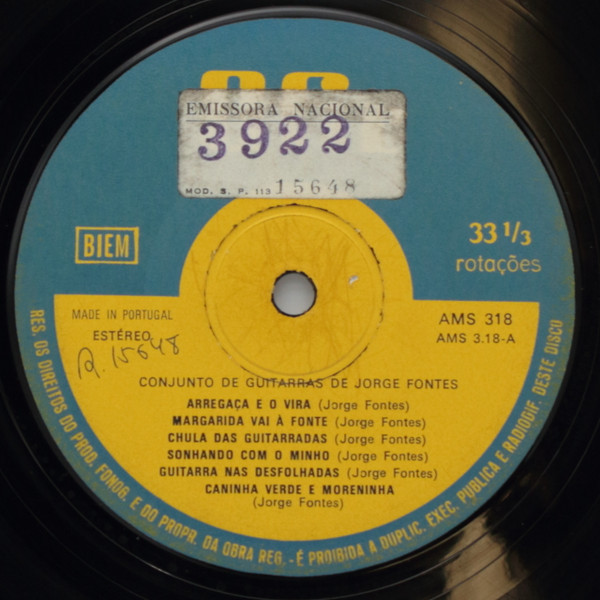 EMISSORA NACIONAL
3922
MOD. S. P. 113 15648
BIEM
33 1/3
rotações
MADE IN PORTUGAL
ESTÉREO
R. 15648
AMS 318
AMS 3.18-A
CONJUNTO DE GUITARRAS DE JORGE FONTES
ARREGAÇA E O VIRA (Jorge Fontes)
MARGARIDA VAI À FONTE (Jorge Fontes)
CHULA DAS GUITARRADAS (Jorge Fontes)
SONHANDO COM O MINHO (Jorge Fontes)
GUITARRA NAS DESFOLHADAS (Jorge Fontes)
CANINHA VERDE E MORENINHA
(Jorge Fontes)
RES. OS DIREITOS DO PROD. FONOG. E DO PROPR. DA OBRA REG. - É PROIBIDA A DUPLIC. EXEC. PÚBLICA E RADIODIF. DESTE DISCO